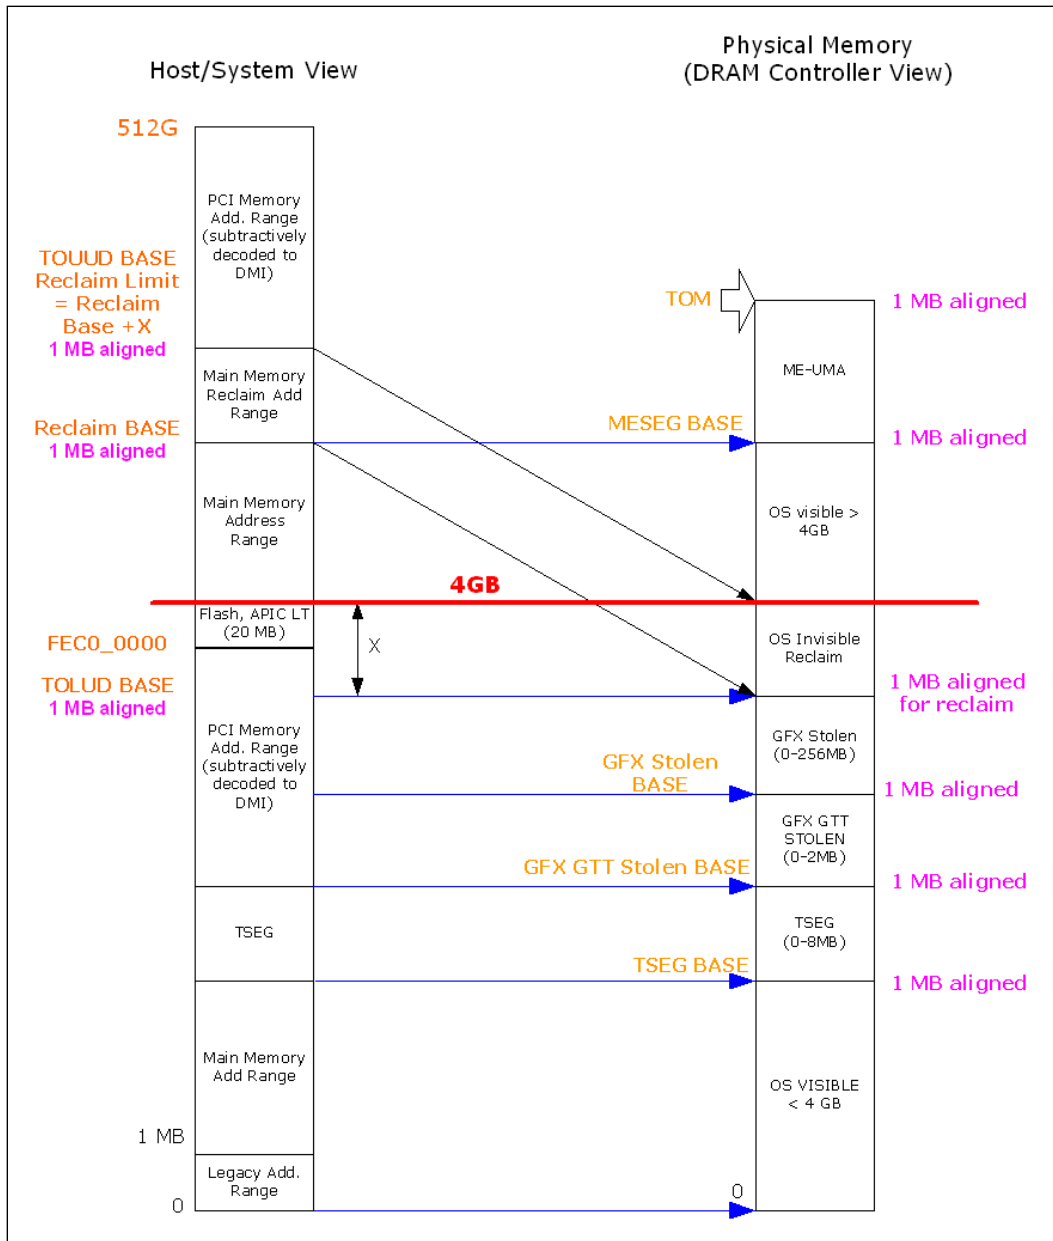 Host/System View
Physical Memory
(DRAM Controller View)
512G
PCI Memory
Add. Range
(subtractively
decoded to
DMI)
TOUUD BASE
Reclaim Limit
= Reclaim
Base +X
1 MB aligned
TOM
1 MB aligned
ME-UMA
Main Memory
Reclaim Add
Range
Reclaim BASE
1 MB aligned
MESEG BASE
1 MB aligned
Main Memory
Address
Range
OS visible >
4GB
4GB
Flash, APIC LT
(20 MB)
FEC0_0000
X
OS Invisible
Reclaim
TOLUD BASE
1 MB aligned
1 MB aligned
for reclaim
PCI Memory
Add. Range
(subtractively
decoded to
DMI)
GFX Stolen
(0-256MB)
GFX Stolen
BASE
1 MB aligned
GFX GTT
STOLEN
(0-2MB)
GFX GTT Stolen BASE
1 MB aligned
TSEG
TSEG
(0-8MB)
TSEG BASE
1 MB aligned
Main Memory
Add Range
OS VISIBLE
< 4 GB
1 MB
Legacy Add.
Range
0
0